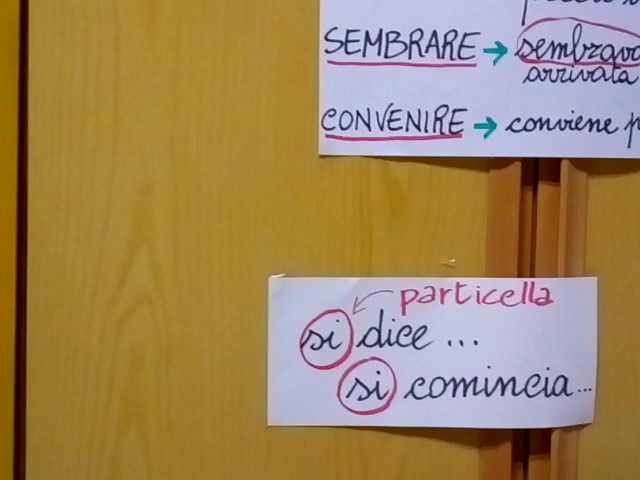 SEMBRARE → sembrava
arrivata
CONVENIRE → conviene
particella
si dice ...
si comincia...